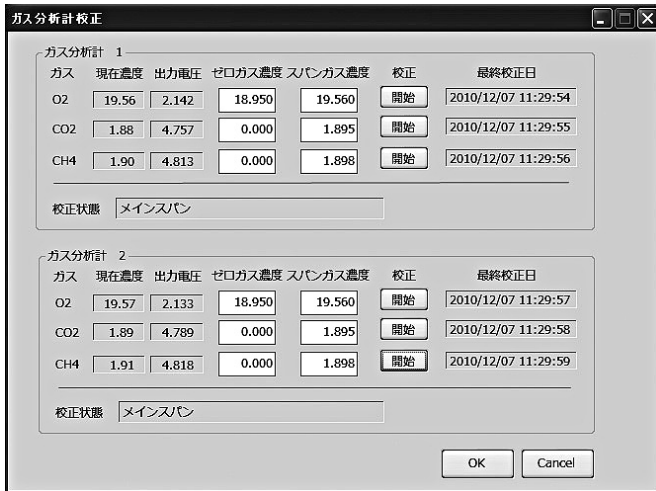 ガス分析計校正
ガス分析計 1
ガス 現在濃度 出力電圧 ゼロガス濃度 スパンガス濃度 校正 最終校正日
O2 19.56 2.142 18.950 19.560 開始 2010/12/07 11:29:54
CO2 1.88 4.757 0.000 1.895 開始 2010/12/07 11:29:55
CH4 1.90 4.813 0.000 1.898 開始 2010/12/07 11:29:56
校正状態 メインスパン
ガス分析計 2
ガス 現在濃度 出力電圧 ゼロガス濃度 スパンガス濃度 校正 最終校正日
O2 19.57 2.133 18.950 19.560 開始 2010/12/07 11:29:57
CO2 1.89 4.789 0.000 1.895 開始 2010/12/07 11:29:58
CH4 1.91 4.818 0.000 1.898 開始 2010/12/07 11:29:59
校正状態 メインスパン
OK Cancel